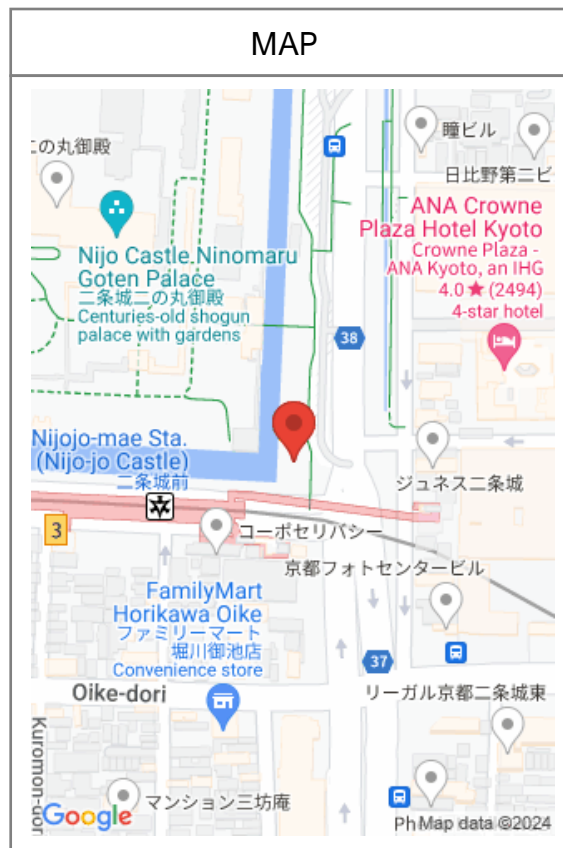 MAP
瞳ビル
二の丸御殿
日比野第二ビ
ANA Crowne
Plaza Hotel Kyoto
Crowne Plaza -
ANA Kyoto, an IHG
4.0★(2494)
4-star hotel
Nijo Castle Ninomaru
Goten Palace
二条城二の丸御殿
Centuries-old shogun
palace with gardens
38
Nijojo-mae Sta.
(Nijo-jo Castle)
二条城前
ジュネス二条城
3
コーポセリバシー
京都フォトセンタービル
FamilyMart
Horikawa Oike
ファミリーマート
堀川御池店
Convenience store
37
Oike-dori
リーガル京都二条城東
Kuromon-dor
マンション三坊庵
Google
Ph
Map data ©2024